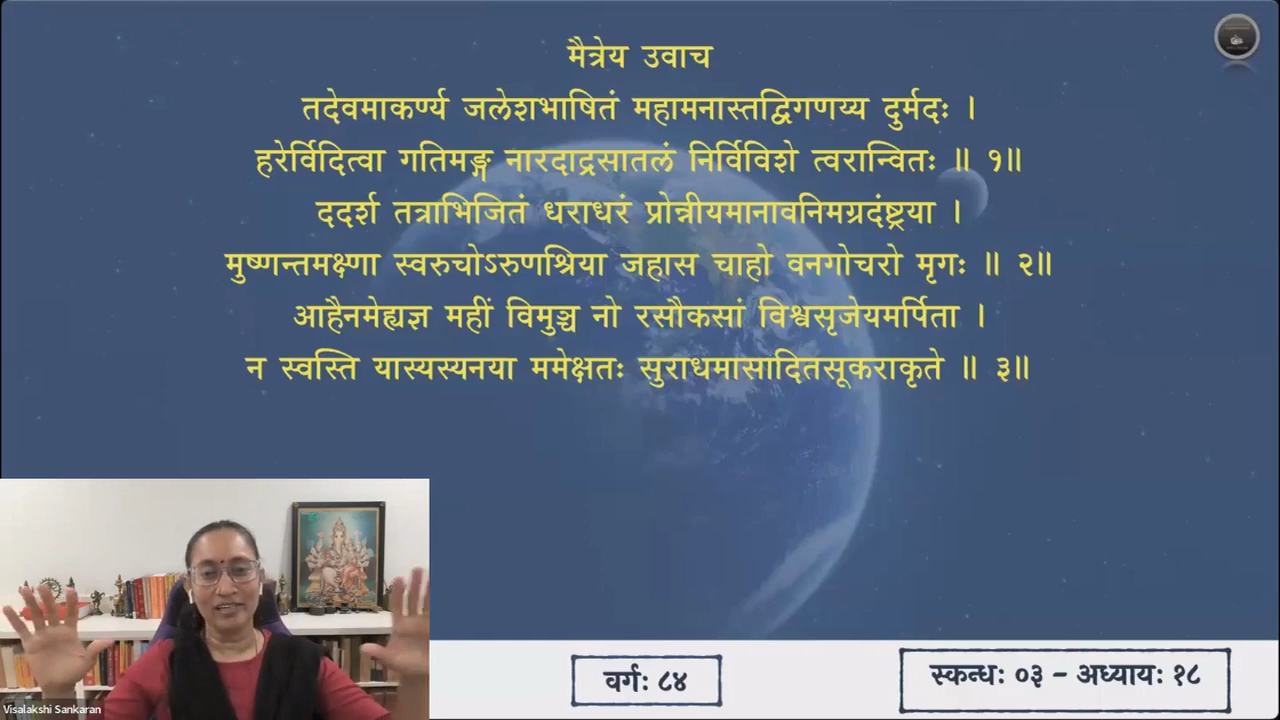 मैत्रेय उवाच
तदेवमाकर्ण्य जलेशभाषितं महामनास्तद्विगणय्य दुर्मदः ।
हरेर्विदित्वा गतिमङ्ग नारदाद्रसातलं निर्विविशे त्वरान्वितः ॥ १॥
ददर्श तत्राभिजितं धराधरं प्रोन्नीयमानावनिमग्रदंष्ट्रया ।
मुष्णन्तमक्ष्णा स्वरुचोऽरुणश्रिया जहास चाहो वनगोचरो मृगः ॥ २॥
आहैनमेह्यज्ञ महीं विमुञ्च नो रसौकसां विश्वसृजेयमर्पिता ।
न स्वस्ति यास्यस्यनया ममेक्षतः सुराधमासादितसूकराकृते ॥ ३॥
Visalakshi Sankaran
वर्गः ८४
स्कन्धः ०३ - अध्यायः १८